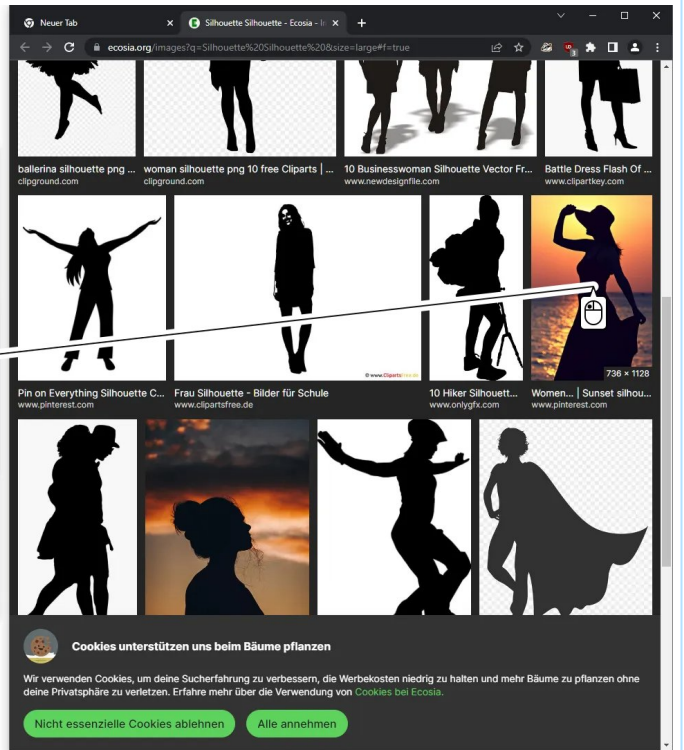 Neuer Tab
Silhouette Silhouette - Ecosia - In
ecosia.org/images?q=Silhouette%20Silhouette%20&size=large#f=true
3
ballerina silhouette png ...
clipground.com
woman silhouette png 10 free Cliparts | ...
clipground.com
10 Businesswoman Silhouette Vector Fr...
www.newdesignfile.com
Battle Dress Flash Of ...
www.clipartkey.com
© www.Clipartsfree.de
736 × 1128
Pin on Everything Silhouette C...
www.pinterest.com
Frau Silhouette - Bilder für Schule
www.clipartsfree.de
10 Hiker Silhouett...
www.onlygfx.com
Women... | Sunset silhou...
www.pinterest.com
Cookies unterstützen uns beim Bäume pflanzen
Wir verwenden Cookies, um deine Sucherfahrung zu verbessern, die Werbekosten niedrig zu halten und mehr Bäume zu pflanzen ohne
deine Privatsphäre zu verletzen. Erfahre mehr über die Verwendung von Cookies bei Ecosia.
Nicht essenzielle Cookies ablehnen
Alle annehmen